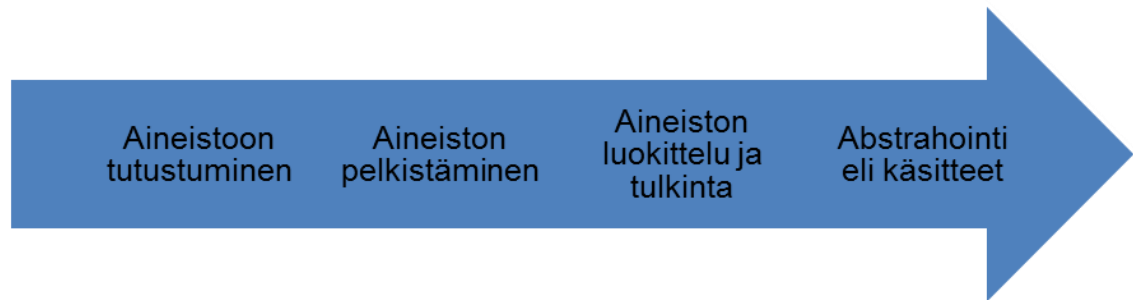 Aineistoon
tutustuminen
Aineiston
pelkistäminen
Aineiston
luokittelu ja
tulkinta
Abstrahointi
eli käsitteet